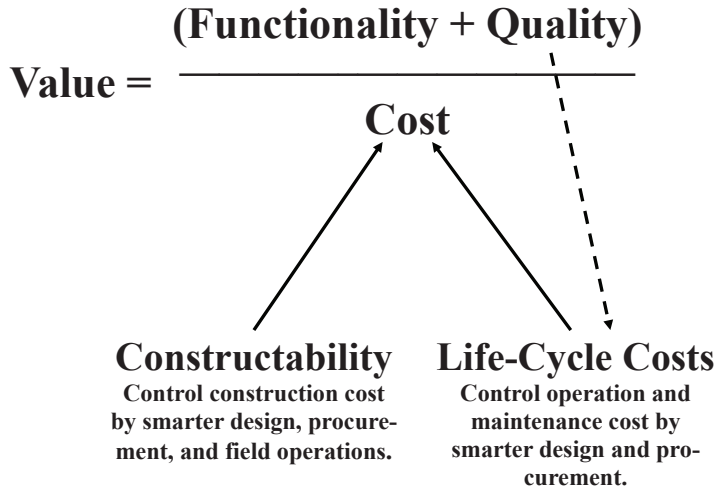 (Functionality + Quality)
Value =
Cost
Constructability
Control construction cost
by smarter design, procure-
ment, and field operations.
Life-Cycle Costs
Control operation and
maintenance cost by
smarter design and pro-
curement.